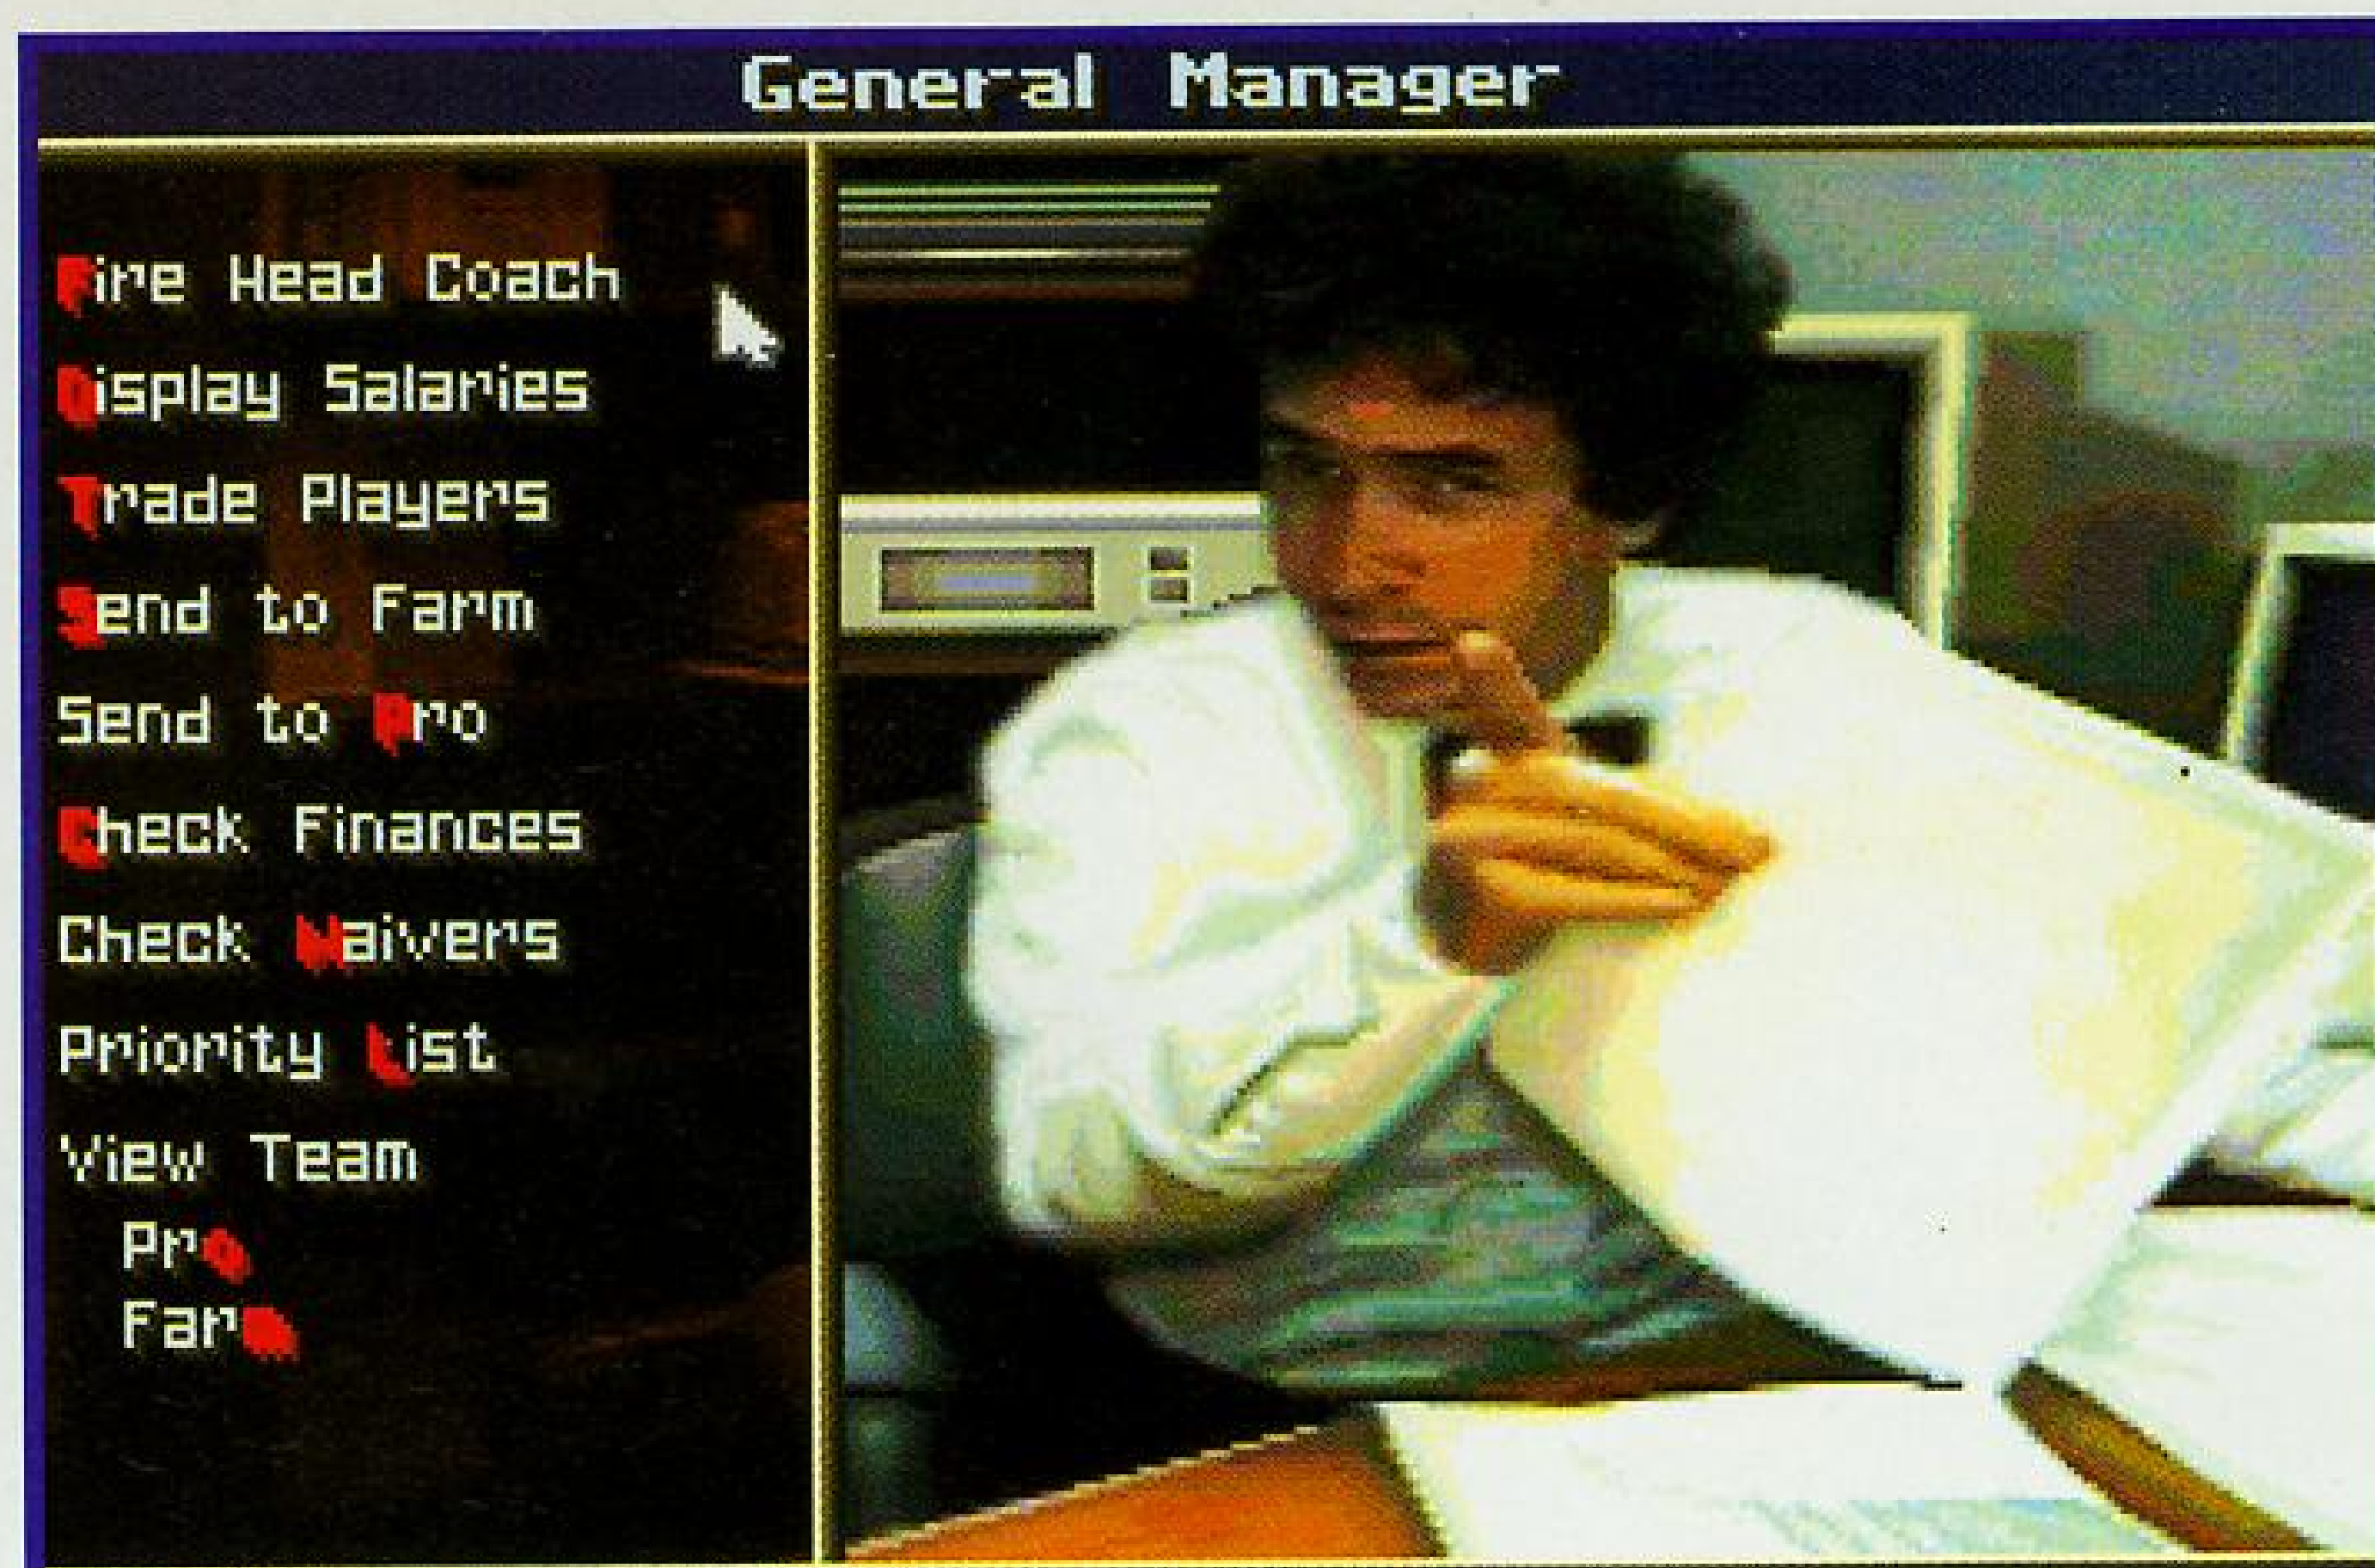 General Manager
Fire Head Coach
Display Salaries
Trade Players
Send to Farm
Send to Pro
Check Finances
Check Waivers
Priority List
View Team
Pro
Farm